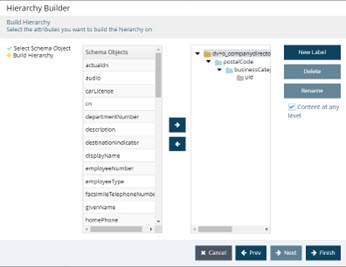 Hierarchy Builder
Build Hierarchy
Select the attributes you want to build the hierarchy on
Select Schema Object
Build Hierarchy
Schema Objects
actualdn
audio
carLicense
cn
departmentNumber
description
destinationIndicator
displayName
employeeNumber
employeeType
facsimileTelephoneNumbe
givenName
homePhone
dv=o_companydirecto
postalCode
businessCateg
uid
New Label
Delete
Rename
Content at any
level
Cancel
Prev
Next
Finish